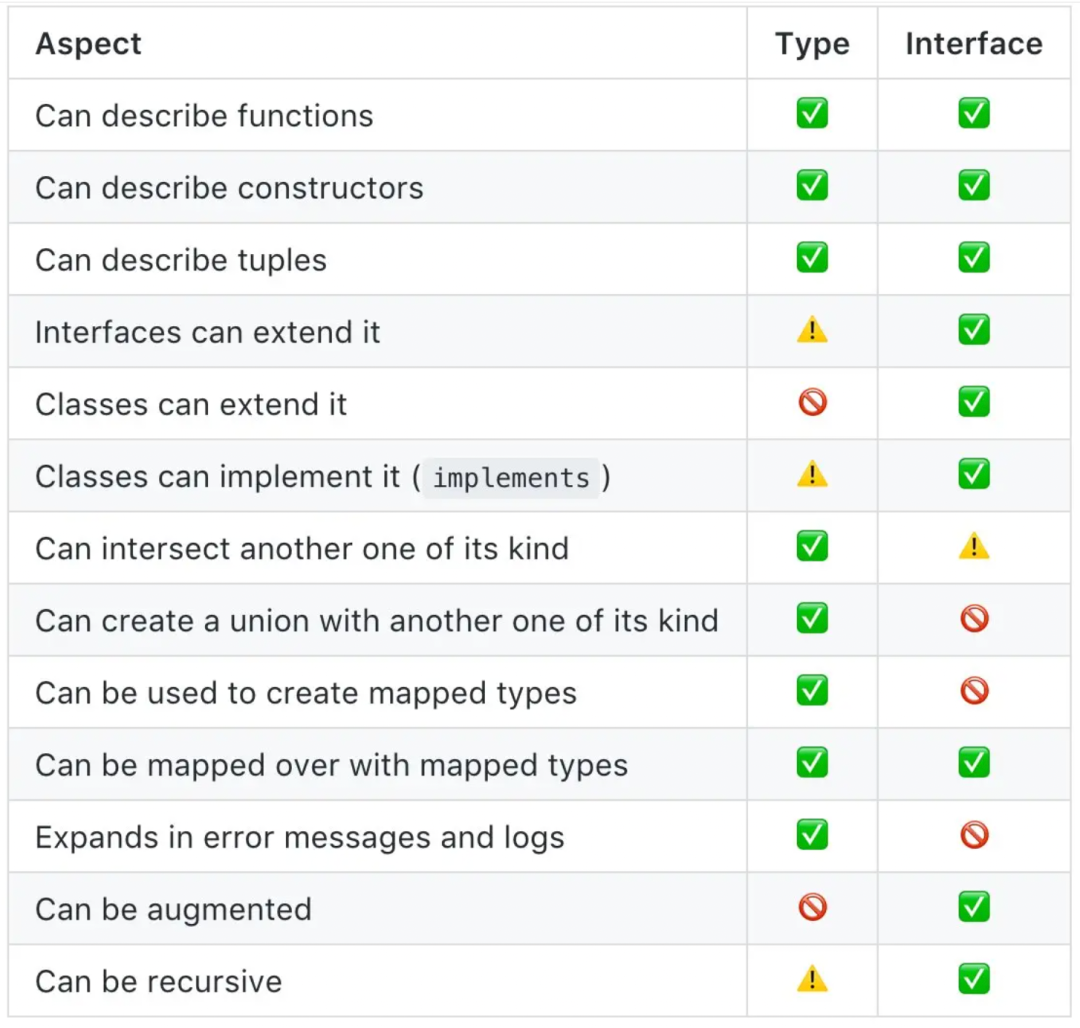 Aspect Type Interface
Can describe functions ✅ ✅
Can describe constructors ✅ ✅
Can describe tuples ✅ ✅
Interfaces can extend it ⚠️ ✅
Classes can extend it 🚫 ✅
Classes can implement it (implements) ⚠️ ✅
Can intersect another one of its kind ✅ ⚠️
Can create a union with another one of its kind ✅ 🚫
Can be used to create mapped types ✅ 🚫
Can be mapped over with mapped types ✅ ✅
Expands in error messages and logs ✅ 🚫
Can be augmented 🚫 ✅
Can be recursive ⚠️ ✅